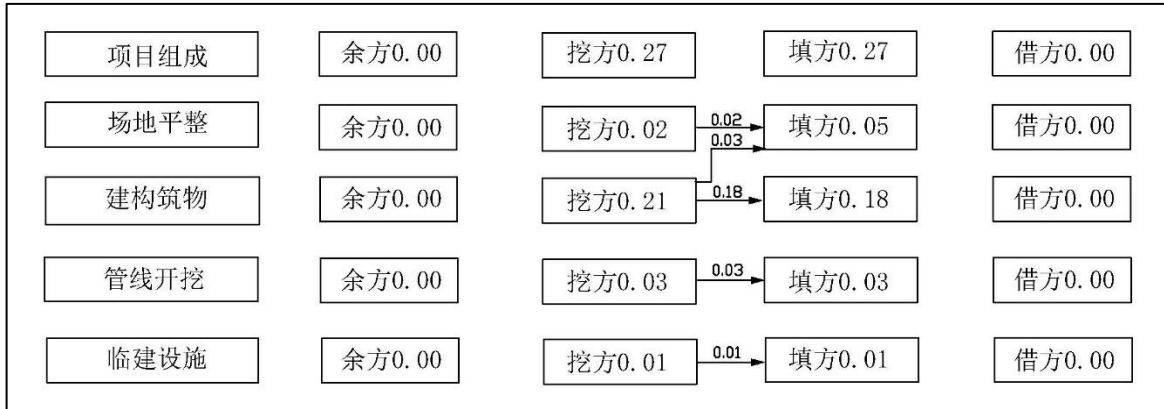 项目组成 余方0.00 挖方0.27 填方0.27 借方0.00
场地平整 余方0.00 挖方0.02 0.02 填方0.05 借方0.00
0.03
建构筑物 余方0.00 挖方0.21 0.18 填方0.18 借方0.00
管线开挖 余方0.00 挖方0.03 0.03 填方0.03 借方0.00
临建设施 余方0.00 挖方0.01 0.01 填方0.01 借方0.00